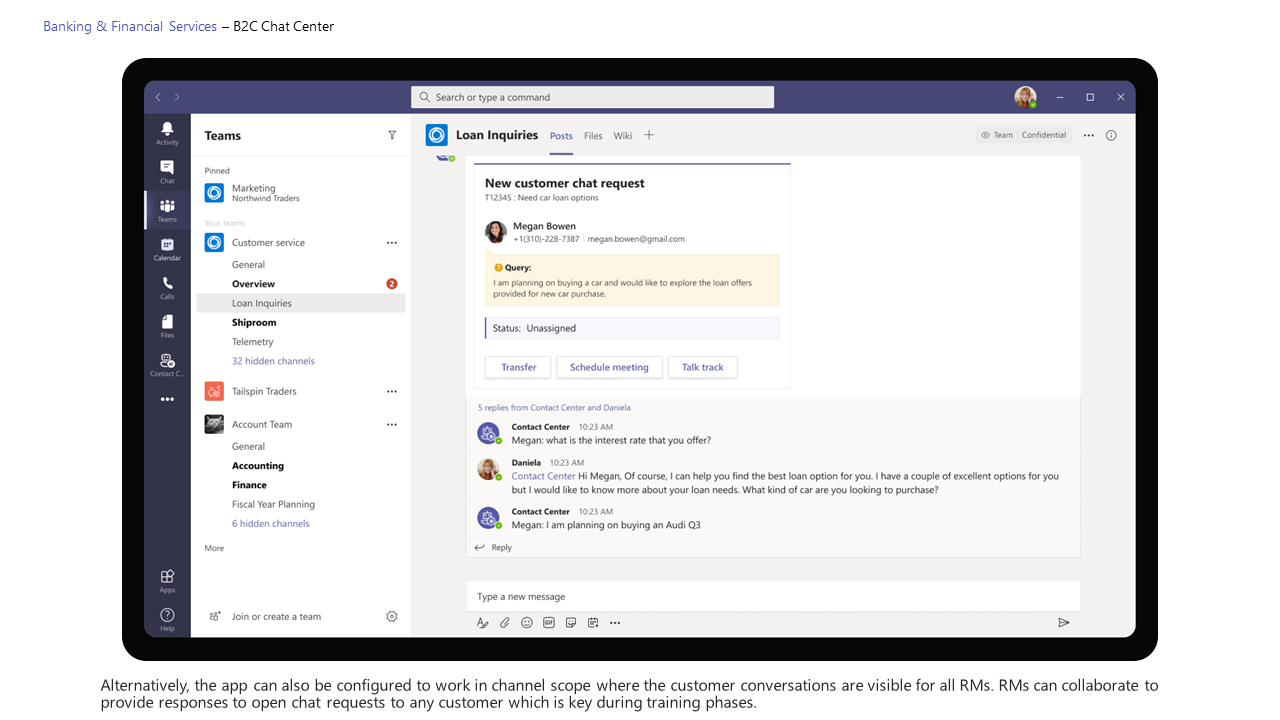 Banking & Financial Services – B2C Chat Center
Search or type a command
Activity
Chat
Teams
Calendar
Calls
Files
Contact C...
Apps
Help
Teams
Pinned
Marketing
Northwind Traders
Your teams
Customer service
General
Overview
2
Loan Inquiries
Shiproom
Telemetry
32 hidden channels
Tailspin Traders
Account Team
General
Accounting
Finance
Fiscal Year Planning
6 hidden channels
More
Join or create a team
Loan Inquiries Posts Files Wiki
Team Confidential
New customer chat request
T12345 : Need car loan options
Megan Bowen
+1(310)-228-7387 | megan.bowen@gmail.com
Query:
I am planning on buying a car and would like to explore the loan offers
provided for new car purchase.
Status: Unassigned
Transfer Schedule meeting Talk track
5 replies from Contact Center and Daniela
Contact Center 10:23 AM
Megan: what is the interest rate that you offer?
Daniela 10:23 AM
Contact Center Hi Megan, Of course, I can help you find the best loan option for you. I have a couple of excellent options for you
but I would like to know more about your loan needs. What kind of car are you looking to purchase?
Contact Center 10:23 AM
Megan: I am planning on buying an Audi Q3
Reply
Type a new message
GIF
Alternatively, the app can also be configured to work in channel scope where the customer conversations are visible for all RMs. RMs can collaborate to
provide responses to open chat requests to any customer which is key during training phases.